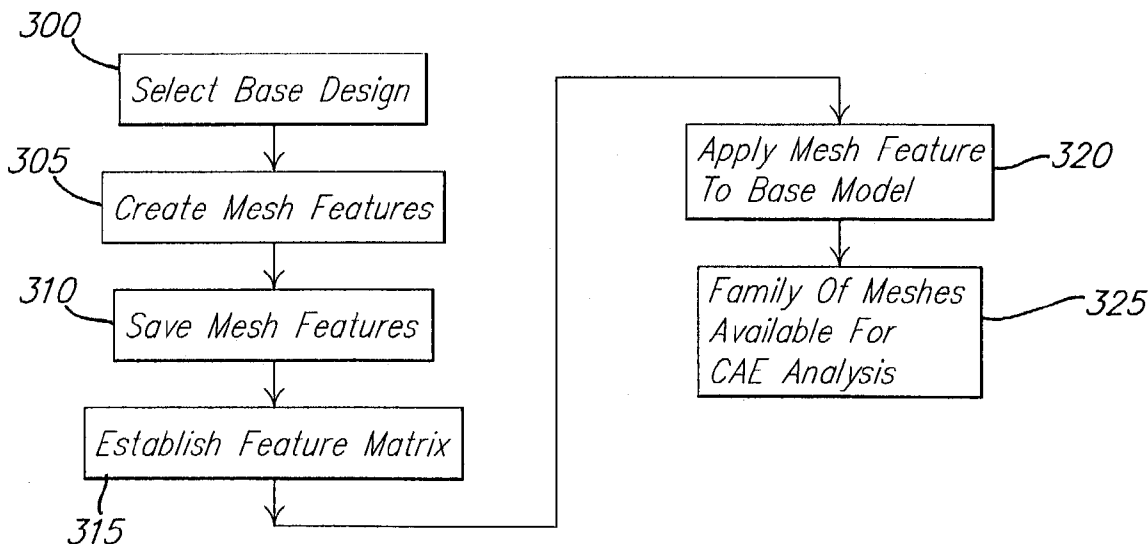 300
Select Base Design
305
Create Mesh Features
310
Save Mesh Features
Establish Feature Matrix
315
Apply Mesh Feature
To Base Model
320
Family Of Meshes
Available For
CAE Analysis
325